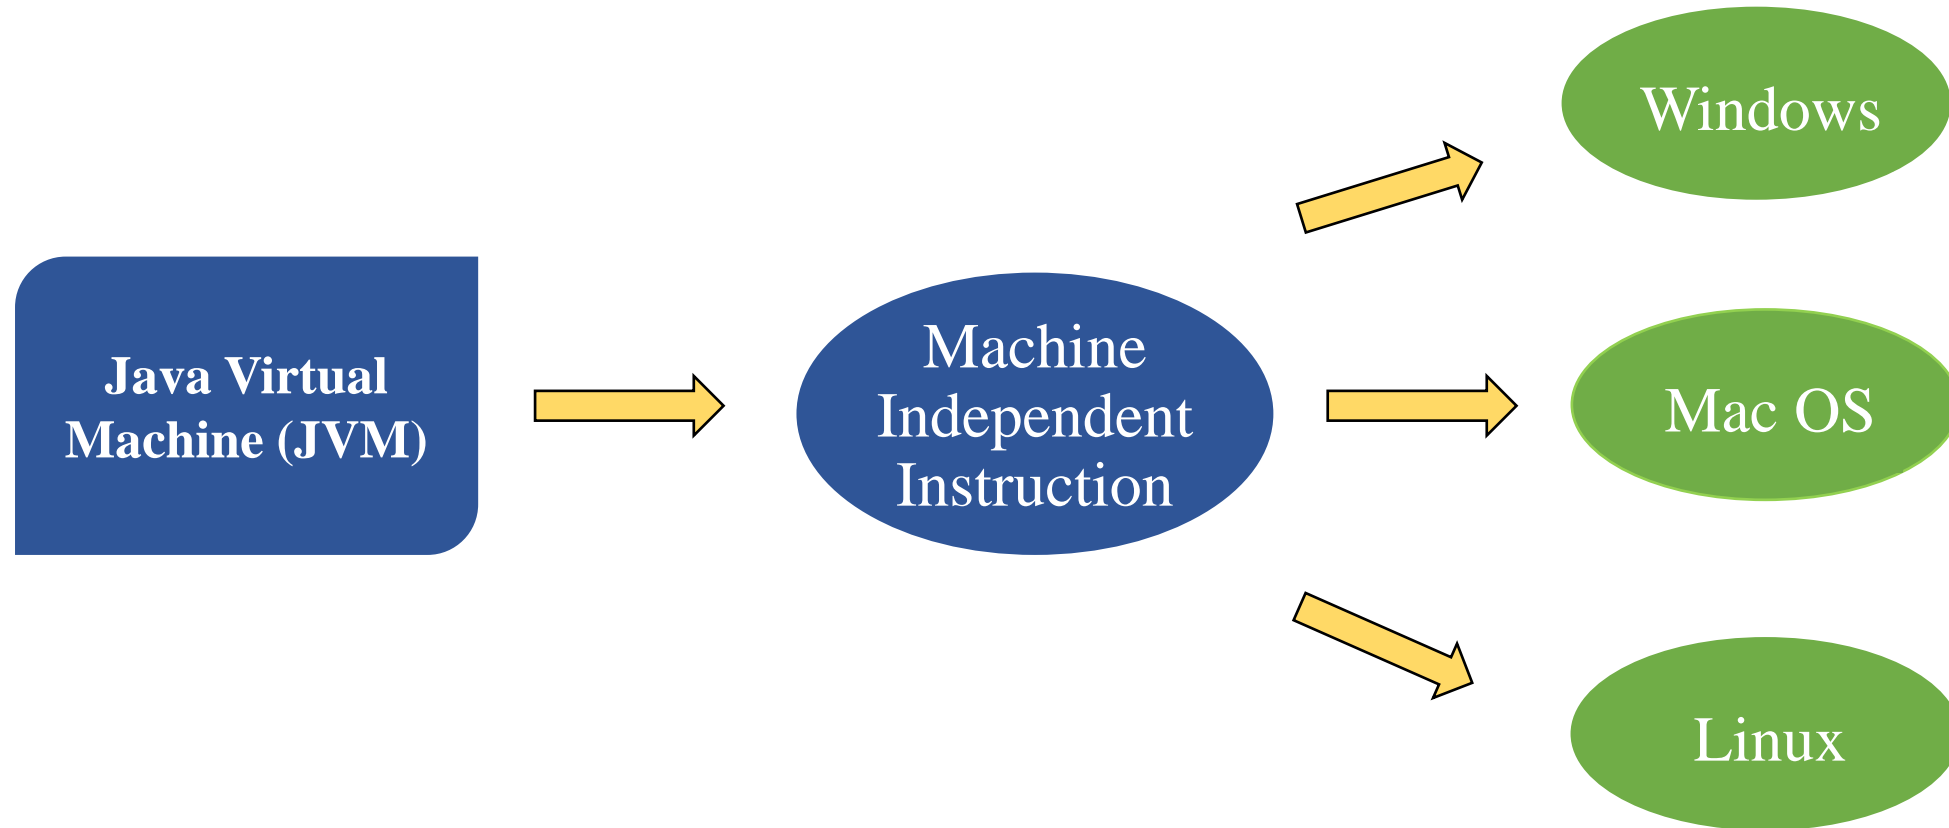 Windows
Java Virtual
Machine (JVM)
Machine
Independent
Instruction
Mac OS
Linux